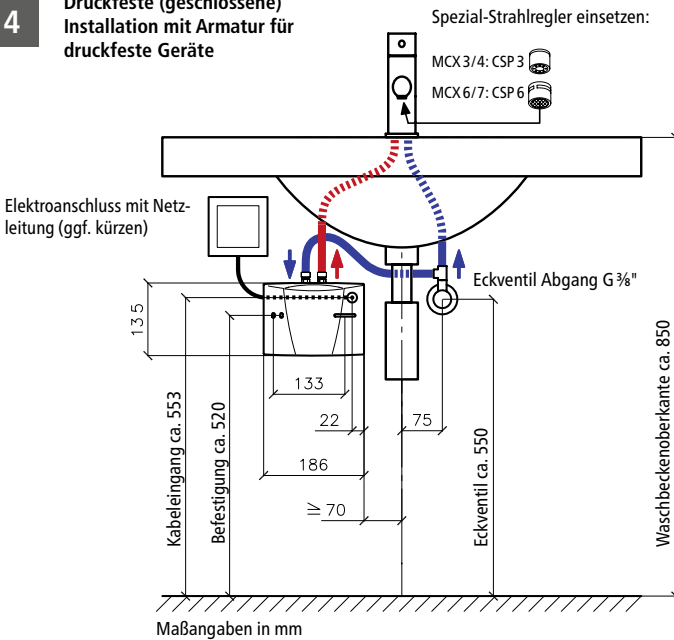 4
Druckfeste (geschlossene)
Installation mit Armatur für
druckfeste Geräte
Spezial-Strahlregler einsetzen:
MCX 3/4: CSP 3
MCX 6/7: CSP 6
Elektroanschluss mit Netz-
leitung (ggf. kürzen)
Eckventil Abgang G ⅜"
135
133
22
75
186
≥ 70
Kabeleingang ca. 553
Befestigung ca. 520
Eckventil ca. 550
Waschbeckenoberkante ca. 850
Maßangaben in mm